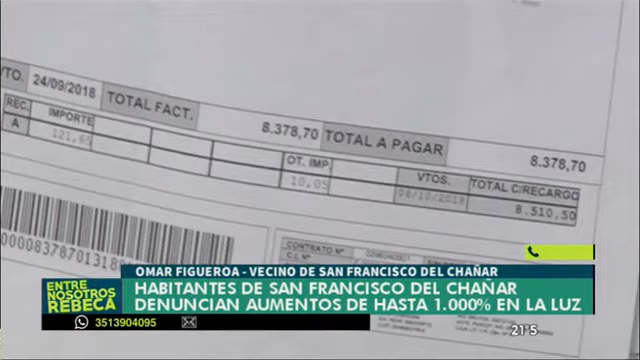 /TO. 24/09/2018 TOTAL FACT. 8.378,70 TOTAL A PAGAR 8.378,70
REC. IMPORTE OT. IMP VTOS. TOTAL C/RECARGO
A 121,65 10,05 04/10/2018 8.510,50
CONTRATO Nº
OMAR FIGUEROA - VECINO DE SAN FRANCISCO DEL CHAÑAR
HABITANTES DE SAN FRANCISCO DEL CHAÑAR
DENUNCIAN AUMENTOS DE HASTA 1.000% EN LA LUZ
ENTRE
NOSOTROS
REBECA
3513904095
21:5